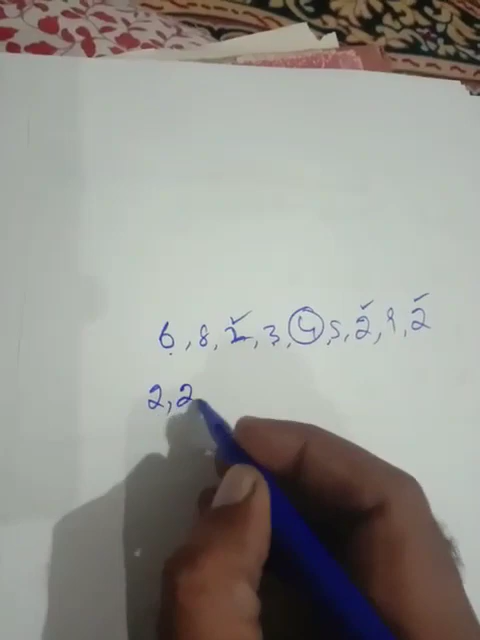 6, 8, 2, 3, 4, 5, 2, 9, 2
2, 2